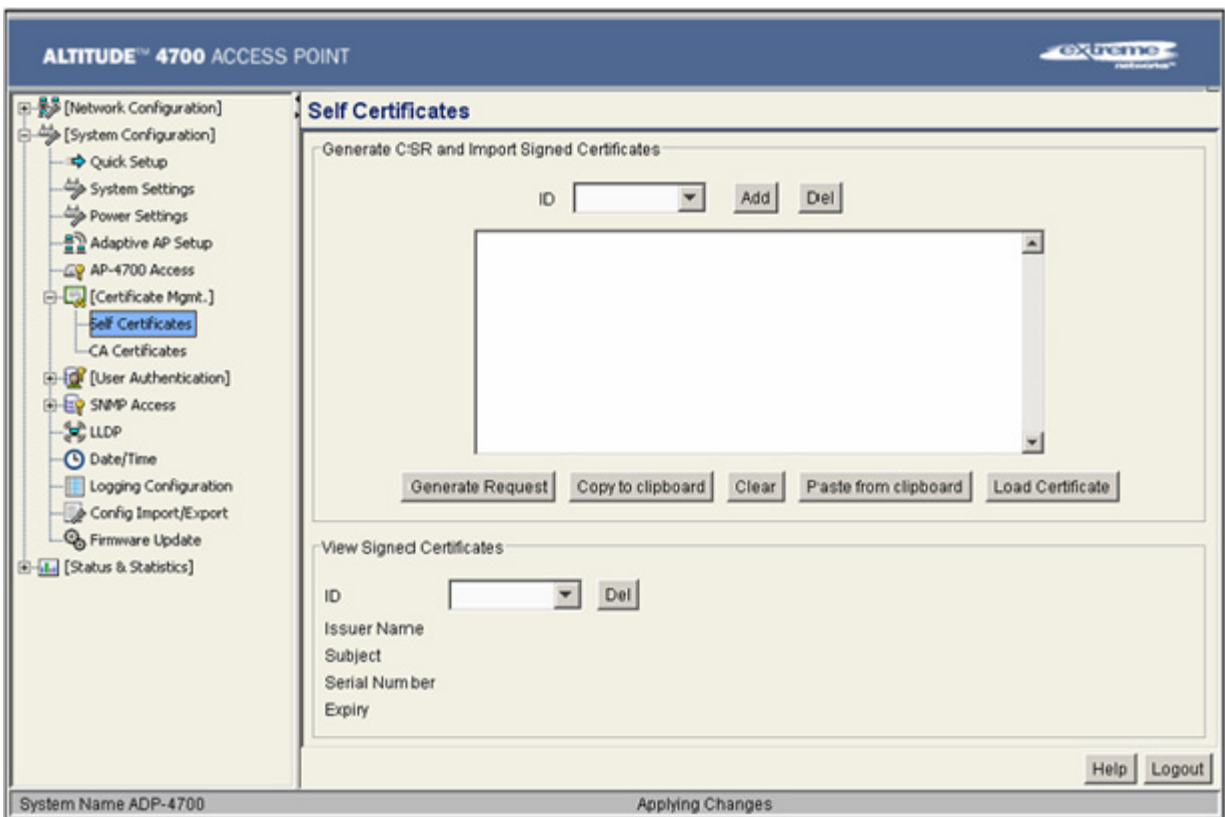 ALTITUDE™ 4700 ACCESS POINT
extreme
networks™
[Network Configuration]
[System Configuration]
Quick Setup
System Settings
Power Settings
Adaptive AP Setup
AP-4700 Access
[Certificate Mgmt.]
Self Certificates
CA Certificates
[User Authentication]
SNMP Access
LLDP
Date/Time
Logging Configuration
Config Import/Export
Firmware Update
[Status & Statistics]
Self Certificates
Generate CSR and Import Signed Certificates
ID Add Del
Generate Request Copy to clipboard Clear Paste from clipboard Load Certificate
View Signed Certificates
ID Del
Issuer Name
Subject
Serial Number
Expiry
Help Logout
System Name ADP-4700 Applying Changes